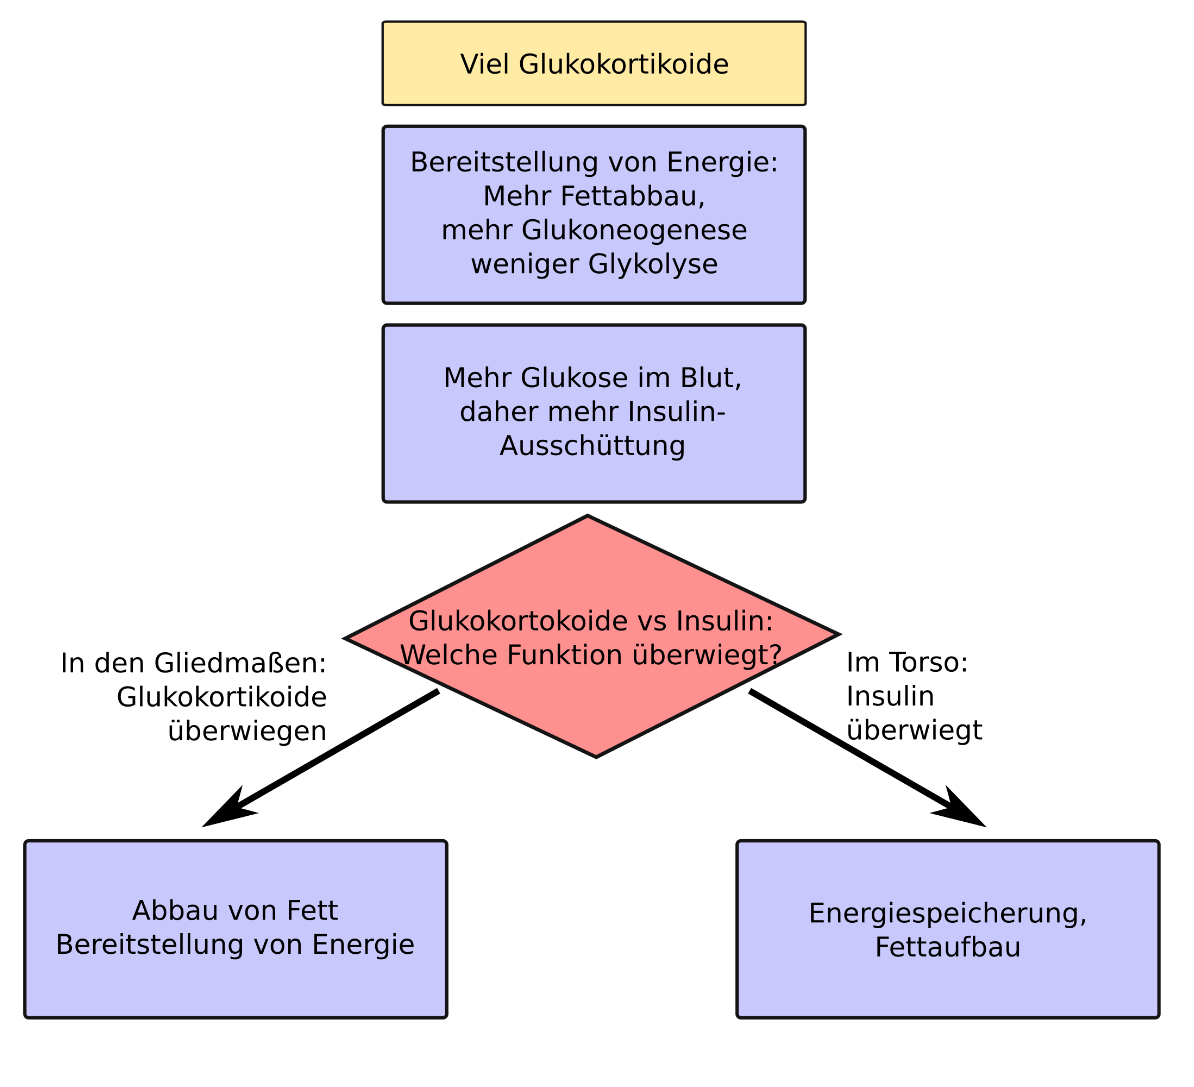 Viel Glukokortikoide
Bereitstellung von Energie:
Mehr Fettabbau,
mehr Glukoneogenese
weniger Glykolyse
Mehr Glukose im Blut,
daher mehr Insulin-
Ausschüttung
Glukokortokoide vs Insulin:
Welche Funktion überwiegt?
In den Gliedmaßen:
Glukokortikoide
überwiegen
Im Torso:
Insulin
überwiegt
Abbau von Fett
Bereitstellung von Energie
Energiespeicherung,
Fettaufbau